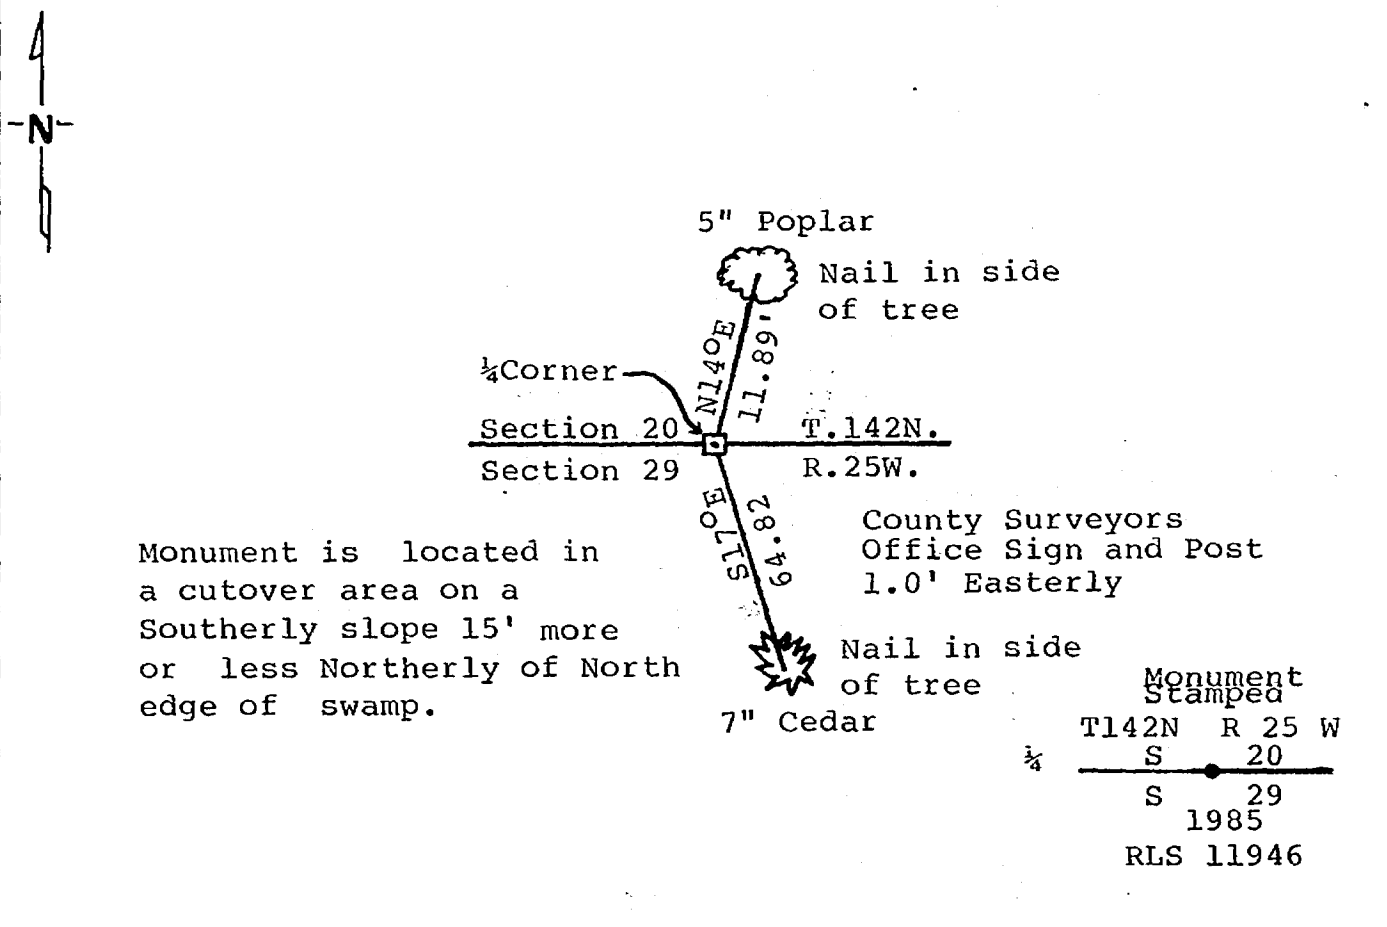 N
5" Poplar
Nail in side
of tree
N14°E
11.89'
¼Corner
Section 20
T.142N.
Section 29
R.25W.
S17°E
64.82
County Surveyors
Office Sign and Post
1.0' Easterly
Monument is located in
a cutover area on a
Southerly slope 15' more
or less Northerly of North
edge of swamp.
Nail in side
of tree
7" Cedar
Monument
Stamped
T142N R 25 W
¼ S 20
S 29
1985
RLS 11946